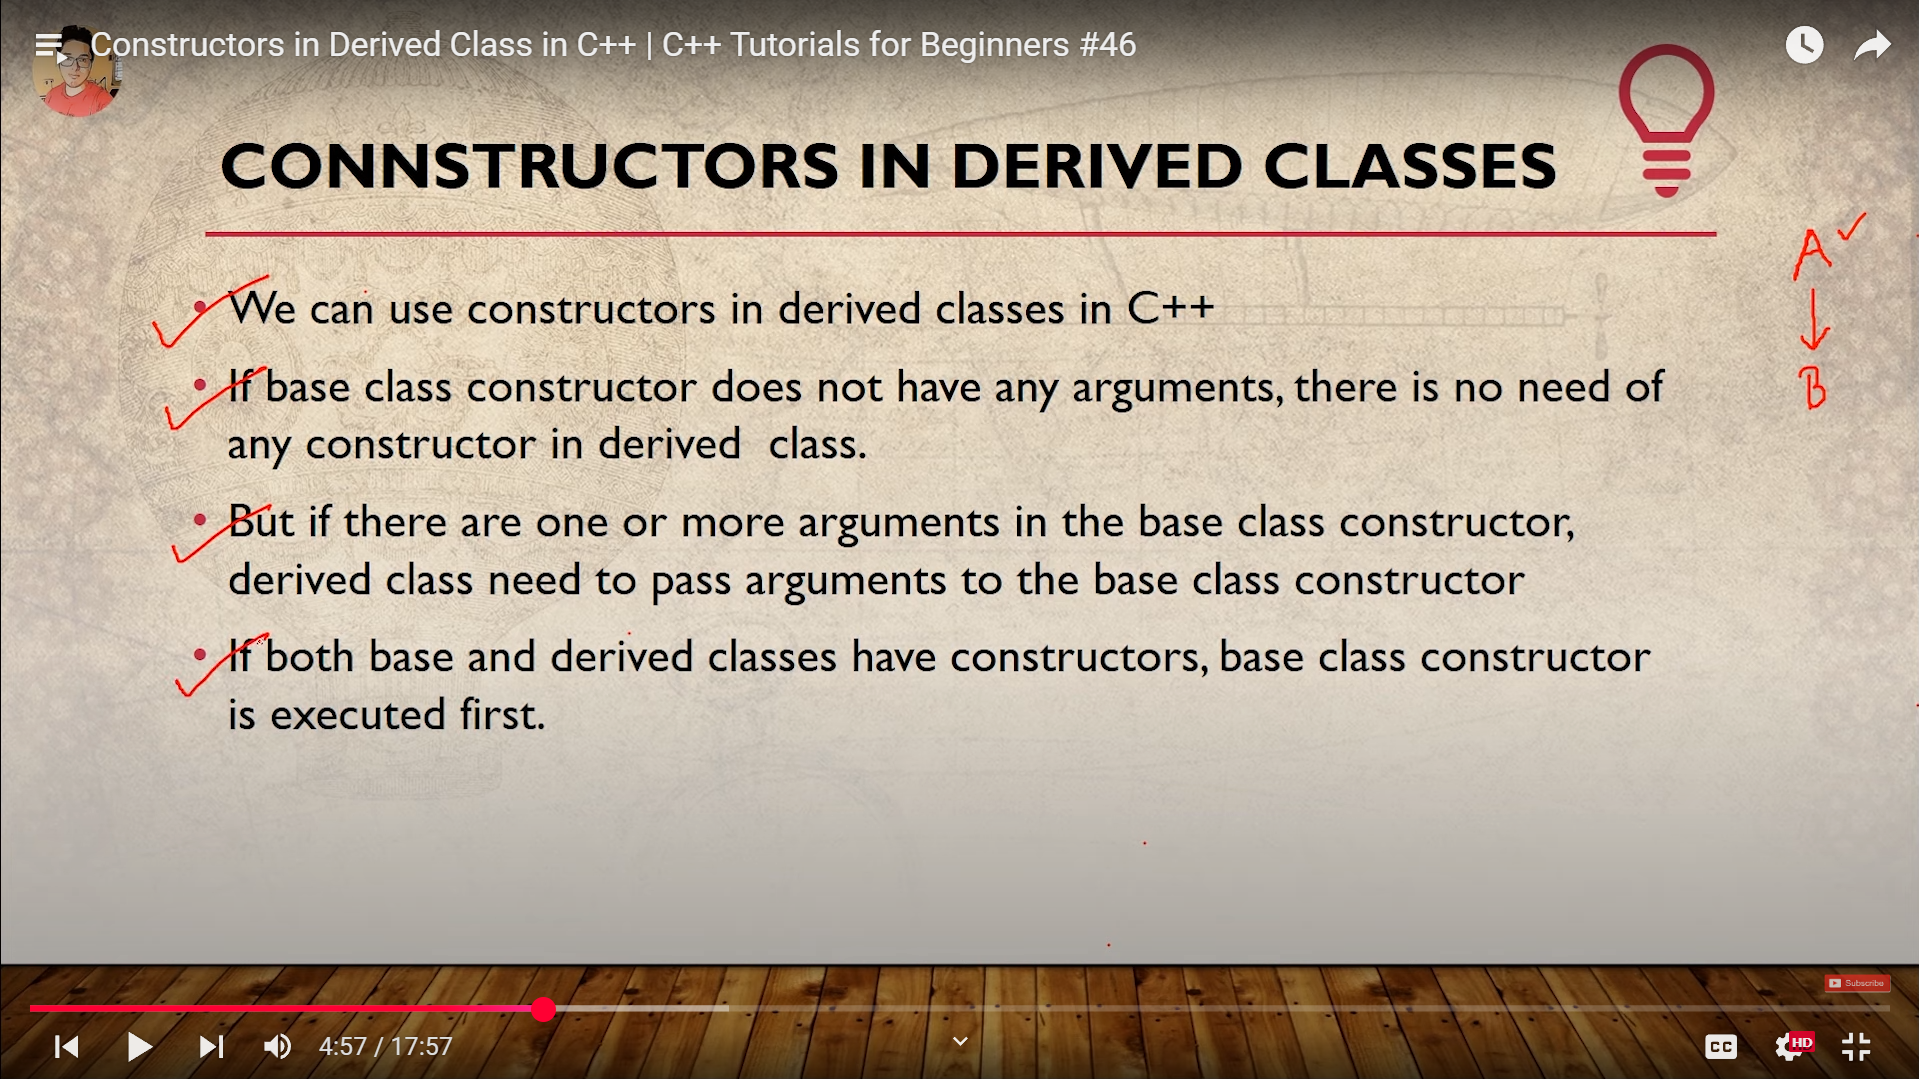 Constructors in Derived Class in C++ | C++ Tutorials for Beginners #46
CONNSTRUCTORS IN DERIVED CLASSES
A
B
• We can use constructors in derived classes in C++
• If base class constructor does not have any arguments, there is no need of
any constructor in derived class.
• But if there are one or more arguments in the base class constructor,
derived class need to pass arguments to the base class constructor
• If both base and derived classes have constructors, base class constructor
is executed first.
Subscribe
4:57 / 17:57
CC
HD